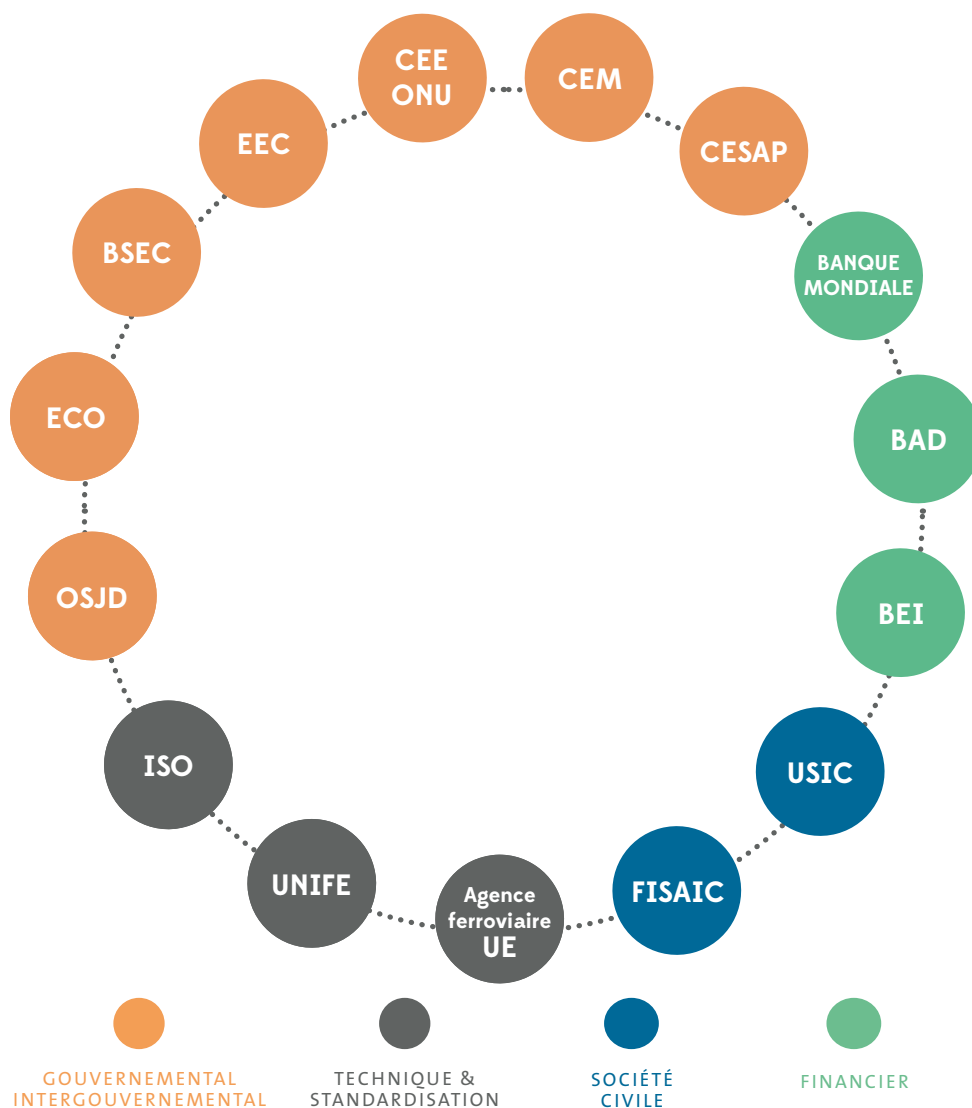 CEE
ONU
CEM
EEC
CESAP
BSEC
BANQUE
MONDIALE
ECO
BAD
OSJD
BEI
ISO
USIC
UNIFE
Agence
ferroviaire
UE
FISAIC
GOUVERNEMENTAL
INTERGOUVERNEMENTAL
TECHNIQUE &
STANDARDISATION
SOCIÉTÉ
CIVILE
FINANCIER